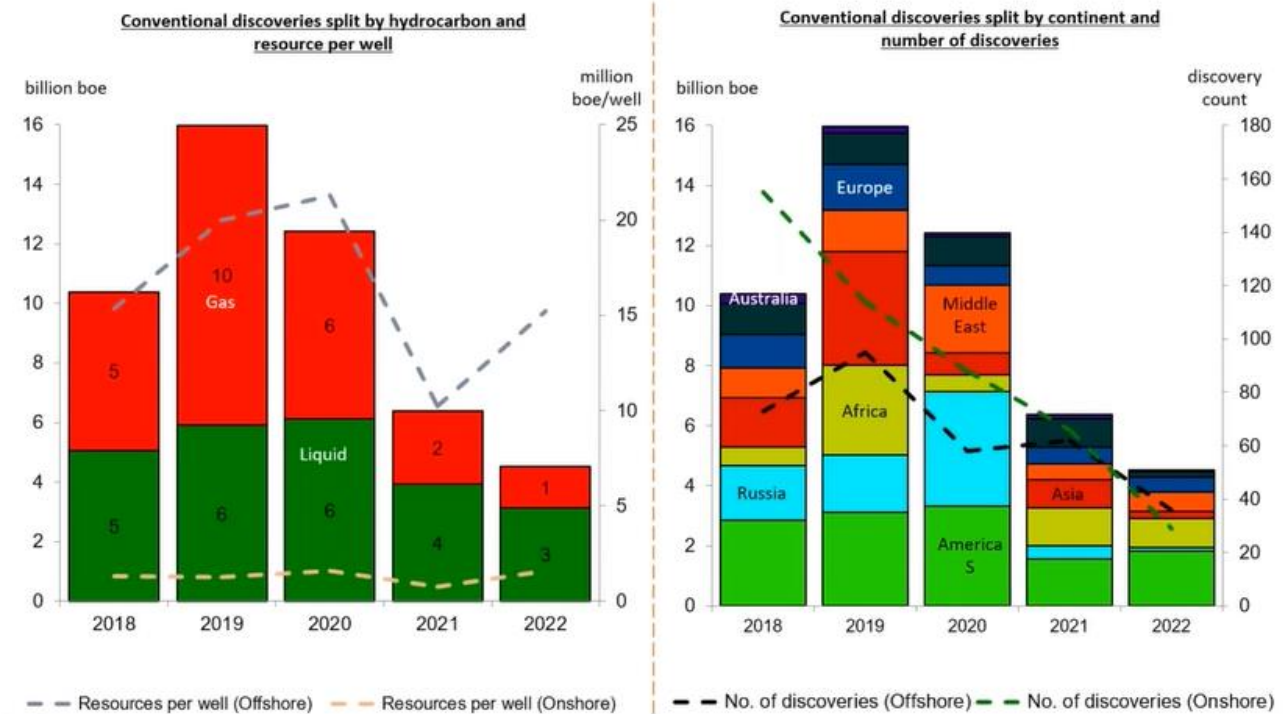 Conventional discoveries split by hydrocarbon and
resource per well
billion boe
million
boe/well
16
14
12
10
8
6
4
2
0
25
20
15
10
5
0
5
5
10
Gas
6
6
Liquid
6
2
4
1
3
2018
2019
2020
2021
2022
Resources per well (Offshore)
Resources per well (Onshore)
Conventional discoveries split by continent and
number of discoveries
billion boe
discovery
count
16
14
12
10
8
6
4
2
0
180
160
140
120
100
80
60
40
20
0
Australia
Russia
Europe
Africa
Middle
East
America
S
Asia
2018
2019
2020
2021
2022
No. of discoveries (Offshore)
No. of discoveries (Onshore)